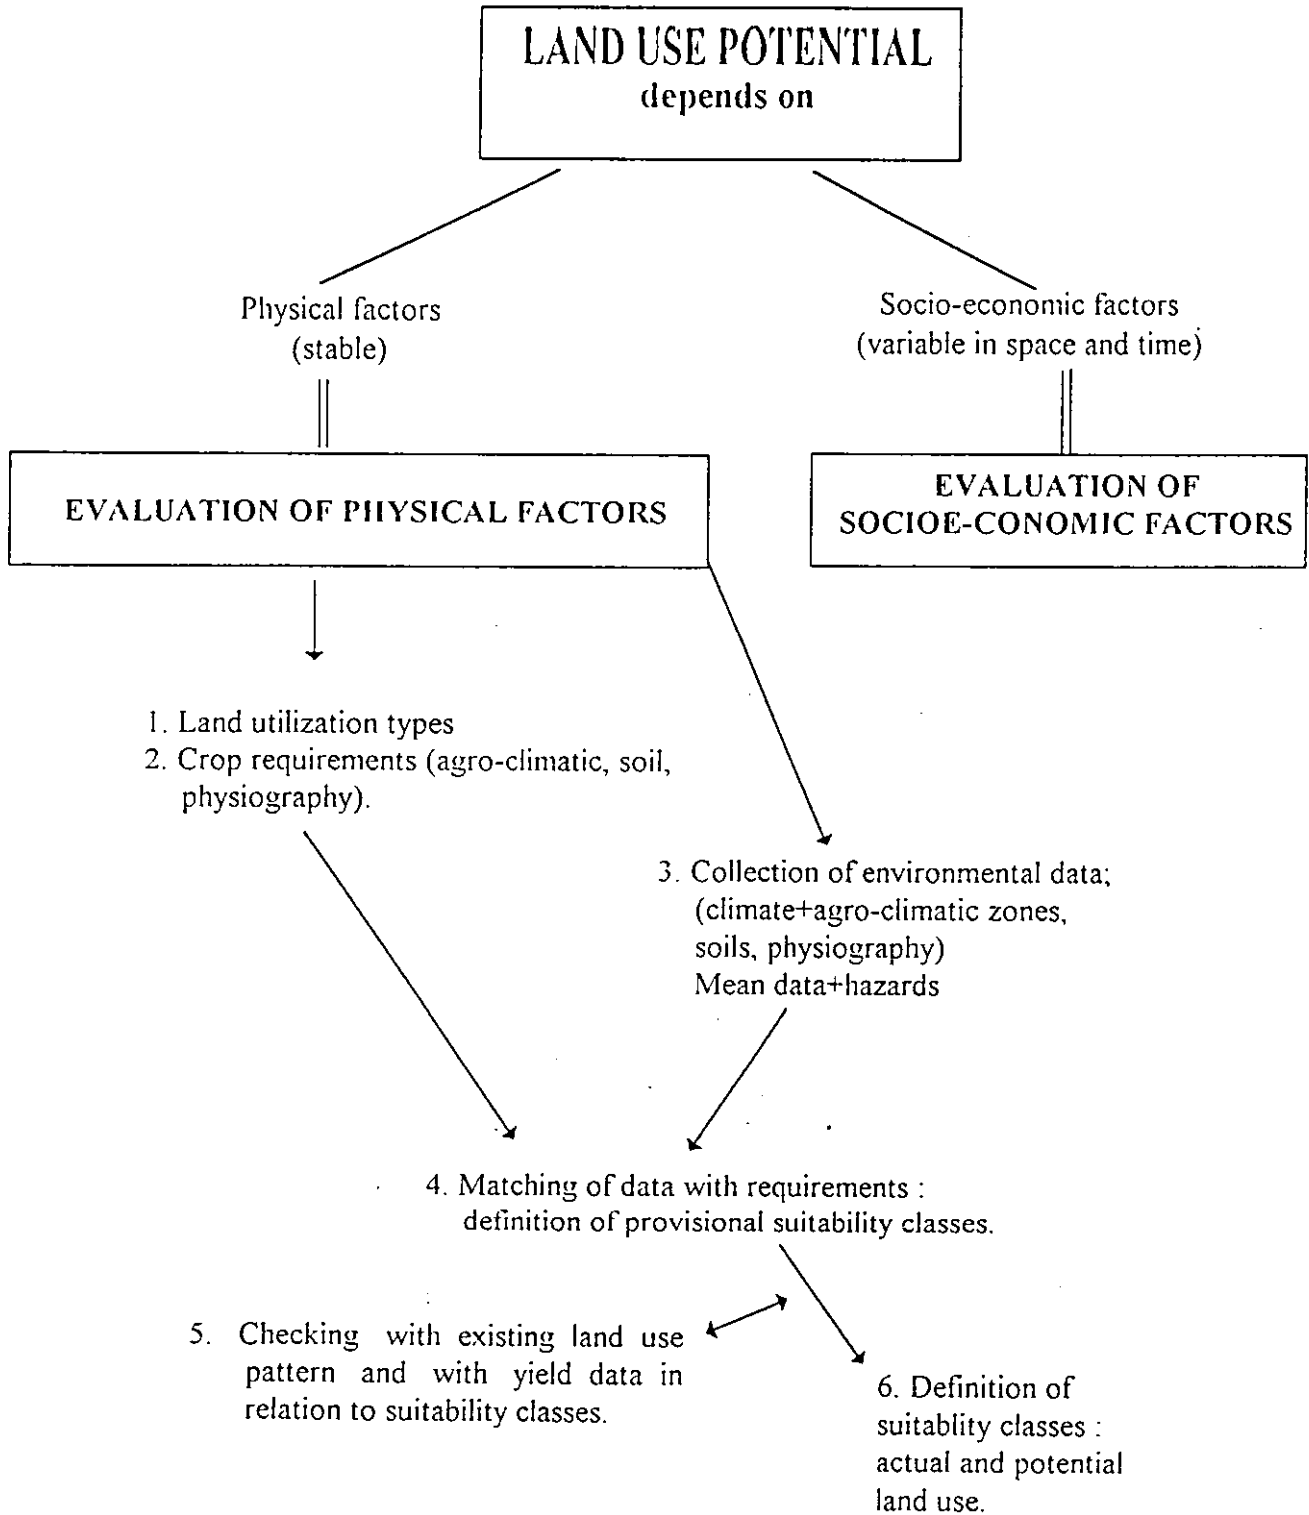 LAND USE POTENTIAL
depends on
Physical factors
(stable)
Socio-economic factors
(variable in space and time)
EVALUATION OF PHYSICAL FACTORS
EVALUATION OF
SOCIOE-CONOMIC FACTORS
1. Land utilization types
2. Crop requirements (agro-climatic, soil,
physiography).
3. Collection of environmental data;
(climate+agro-climatic zones,
soils, physiography)
Mean data+hazards
4. Matching of data with requirements :
definition of provisional suitability classes.
5. Checking with existing land use
pattern and with yield data in
relation to suitability classes.
6. Definition of
suitablity classes :
actual and potential
land use.